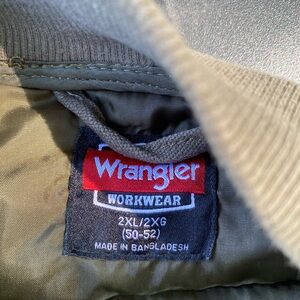 Wrangler
WORKWEAR
2XL/2XG
(50-52)
MADE IN BANGLADESH